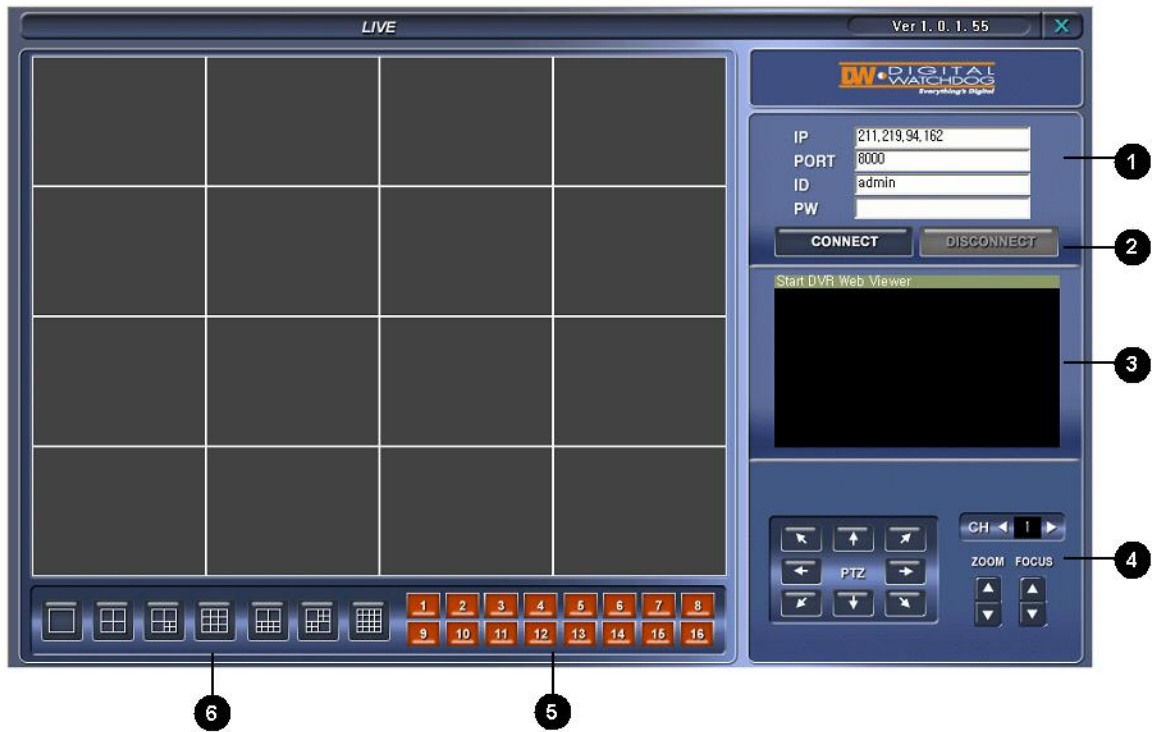 LIVE
Ver 1. 0. 1. 55
X
DW DIGITAL
WATCHDOG
Everything's Digital
IP 211,219,94,162
PORT 8000
ID admin
PW
CONNECT DISCONNECT
1
2
Start DVR Web Viewer
3
CH 1
PTZ
ZOOM FOCUS
4
1 2 3 4 5 6 7 8
9 10 11 12 13 14 15 16
6
5